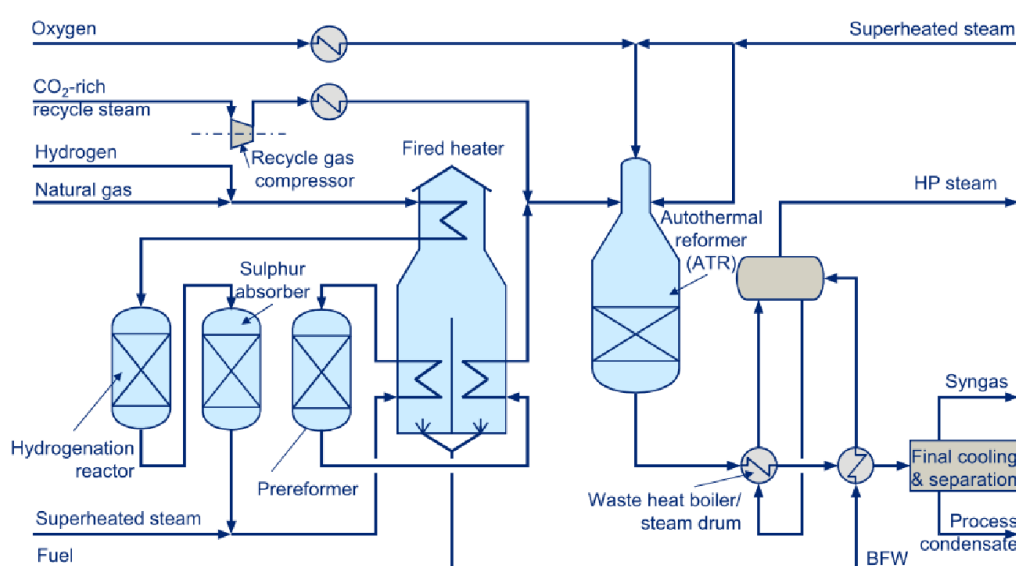 Oxygen
Superheated steam
CO₂-rich
recycle steam
Hydrogen
Recycle gas
compressor
Fired heater
Natural gas
HP steam
Autothermal
reformer
(ATR)
Sulphur
absorber
Hydrogenation
reactor
Prereformer
Syngas
Final cooling
& separation
Waste heat boiler/
steam drum
Superheated steam
Process
condensate
Fuel
BFW